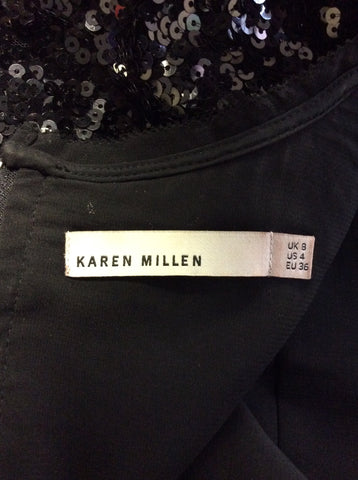 KAREN MILLEN
UK 8
US 4
EU 36